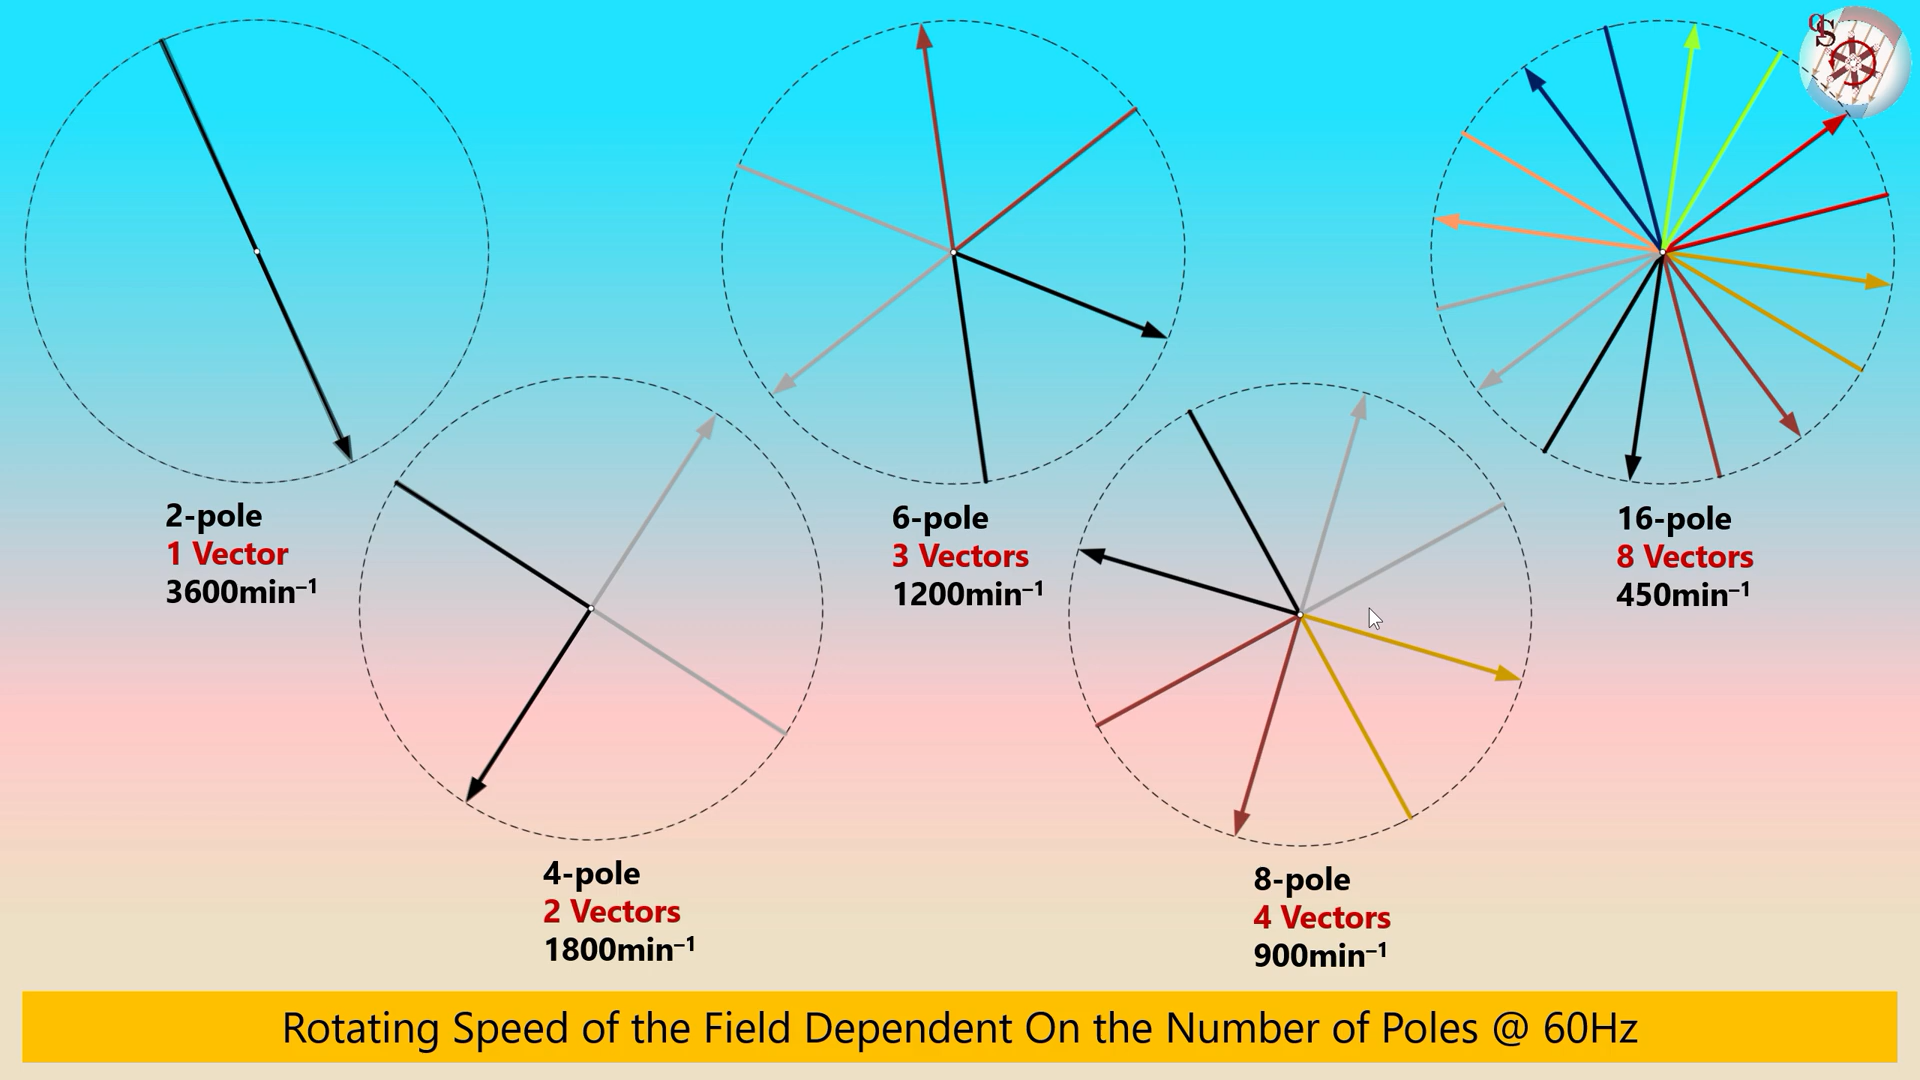 2-pole
1 Vector
3600min⁻¹
6-pole
3 Vectors
1200min⁻¹
16-pole
8 Vectors
450min⁻¹
4-pole
2 Vectors
1800min⁻¹
8-pole
4 Vectors
900min⁻¹
Rotating Speed of the Field Dependent On the Number of Poles @ 60Hz